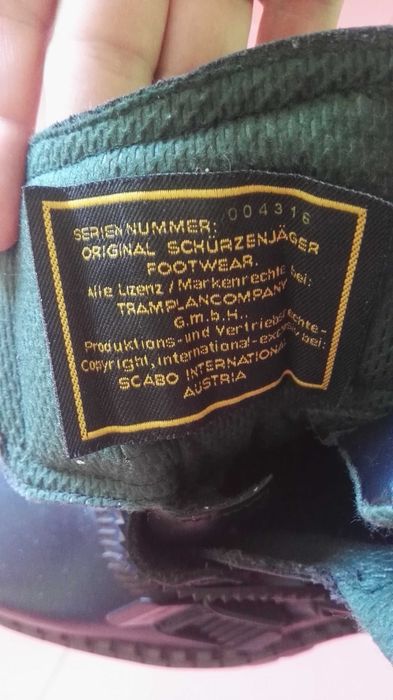 SERIENNUMMER: 004316
ORIGINAL SCHÜRZENJÄGER
FOOTWEAR.
Alle Lizenz / Markenrechte bei:
TRAMPLANCOMPANY
G.m.b.H..
Produktions-und Vertriebsrechte-
Copyright, international-exclusiv bei:
SCABO INTERNATIONAL
AUSTRIA